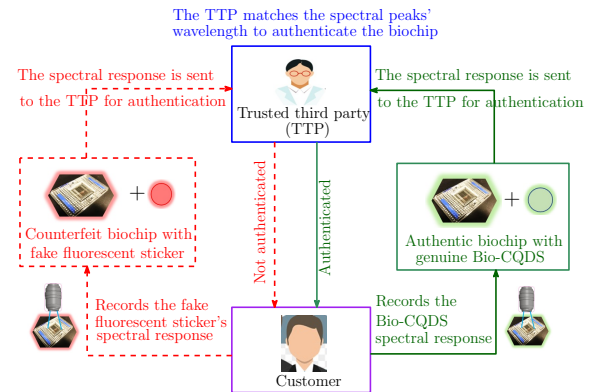 The TTP matches the spectral peaks'
wavelength to authenticate the biochip
The spectral response is sent
to the TTP for authentication
The spectral response is sent
to the TTP for authentication
Trusted third party
(TTP)
Not authenticated
Authenticated
+
Counterfeit biochip with
fake fluorescent sticker
+
Authentic biochip with
genuine Bio-CQDS
Records the fake
fluorescent sticker's
spectral response
Records the
Bio-CQDS
spectral response
Customer